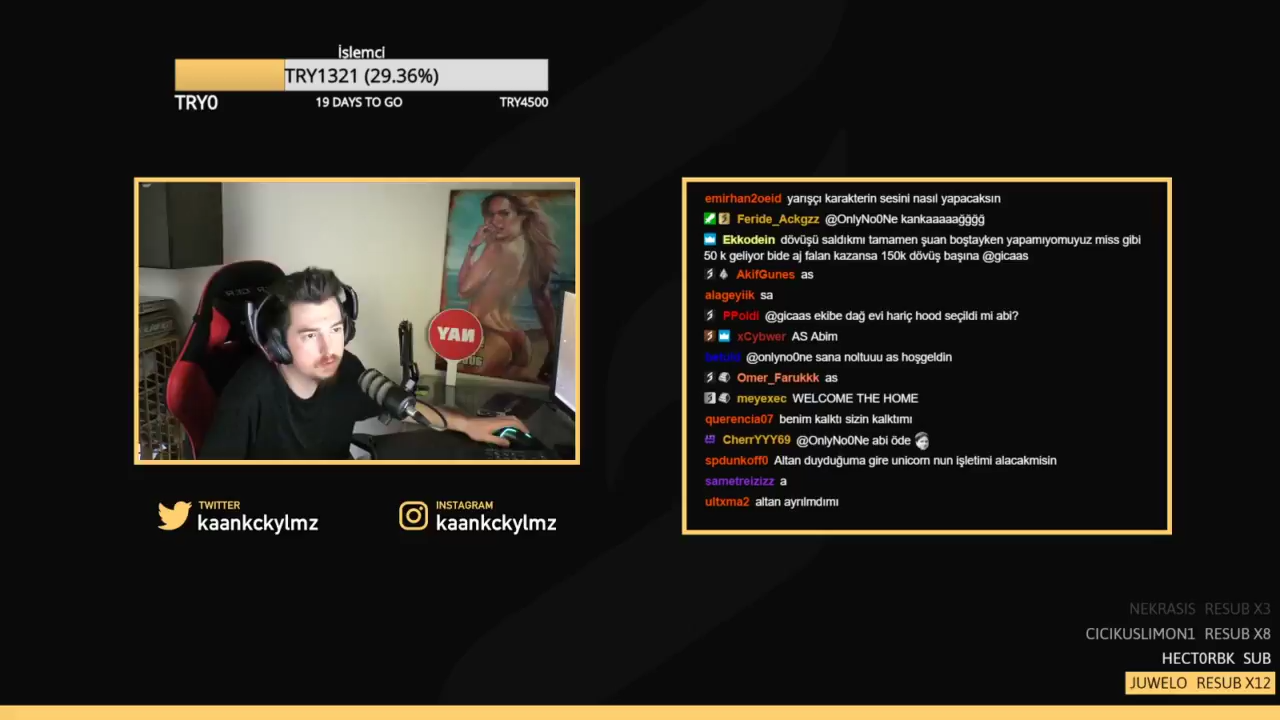 İslemci
TRY1321 (29.36%)
TRY0 19 DAYS TO GO TRY4500
NAY
TWITTER
kaankckylmz
INSTAGRAM
kaankckylmz
emirhan2oeid yarışçı karakterin sesini nasıl yapacaksın
Feride_Ackgzz @OnlyNo0Ne kankaaaaağğğğ
Ekkodein dövüşü saldıkmı tamamen şuan boştayken yapamıyomuyuz miss gibi
50 k geliyor bide aj falan kazansa 150k dövüş başına @gicaas
AkifGunes as
alageyiik sa
PPoldi @gicaas ekibe dağ evi hariç hood seçildi mi abi?
xCybwer AS Abim
@onlyno0ne sana noltuuu as hoşgeldin
Omer_Farukkk as
meyexec WELCOME THE HOME
querencia07 benim kalktı sizin kalktımı
CherrYYY69 @OnlyNo0Ne abi öde
spdunkoff0 Altan duyduğuma gire unicorn nun işletimi alacakmisin
sametreizizz a
ultxma2 altan ayrılmdımı
NEKRASIS RESUB X3
CICIKUSLIMON1 RESUB X8
HECT0RBK SUB
JUWELO RESUB X12